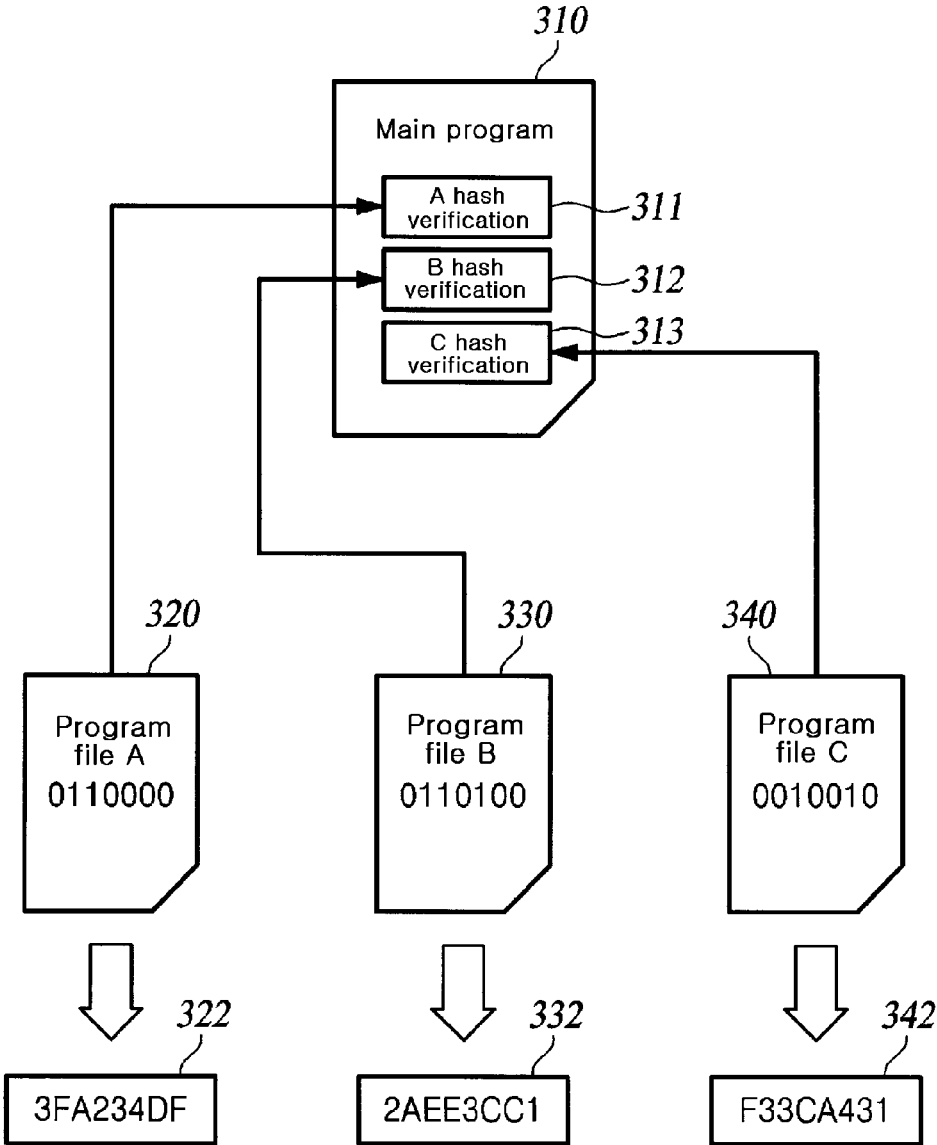 310
Main program
A hash
verification
311
B hash
verification
312
313
C hash
verification
320
330
340
Program
file A
0110000
Program
file B
0110100
Program
file C
0010010
322
332
342
3FA234DF
2AEE3CC1
F33CA431